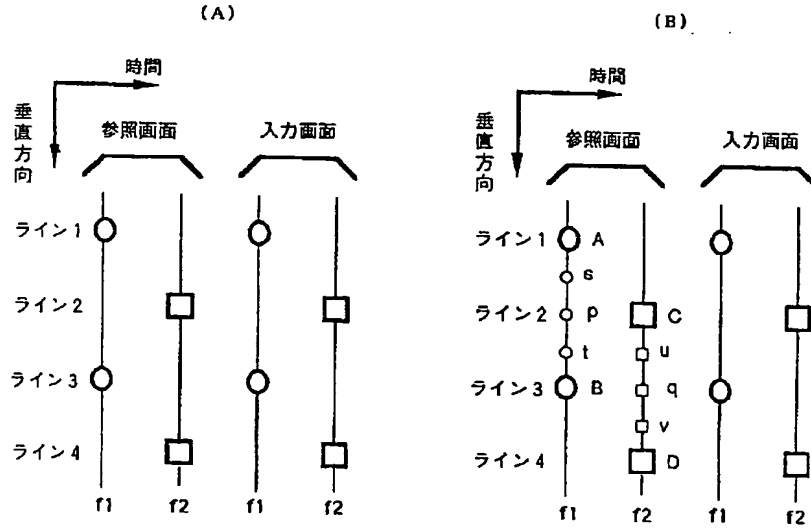 (A)
時間
垂直方向
参照画面 入力画面
ライン1
ライン2
ライン3
ライン4
f1 f2 f1 f2
(B)
時間
垂直方向
参照画面 入力画面
ライン1 A
s
ライン2 p C
t u
ライン3 B q
v
ライン4 D
f1 f2 f1 f2